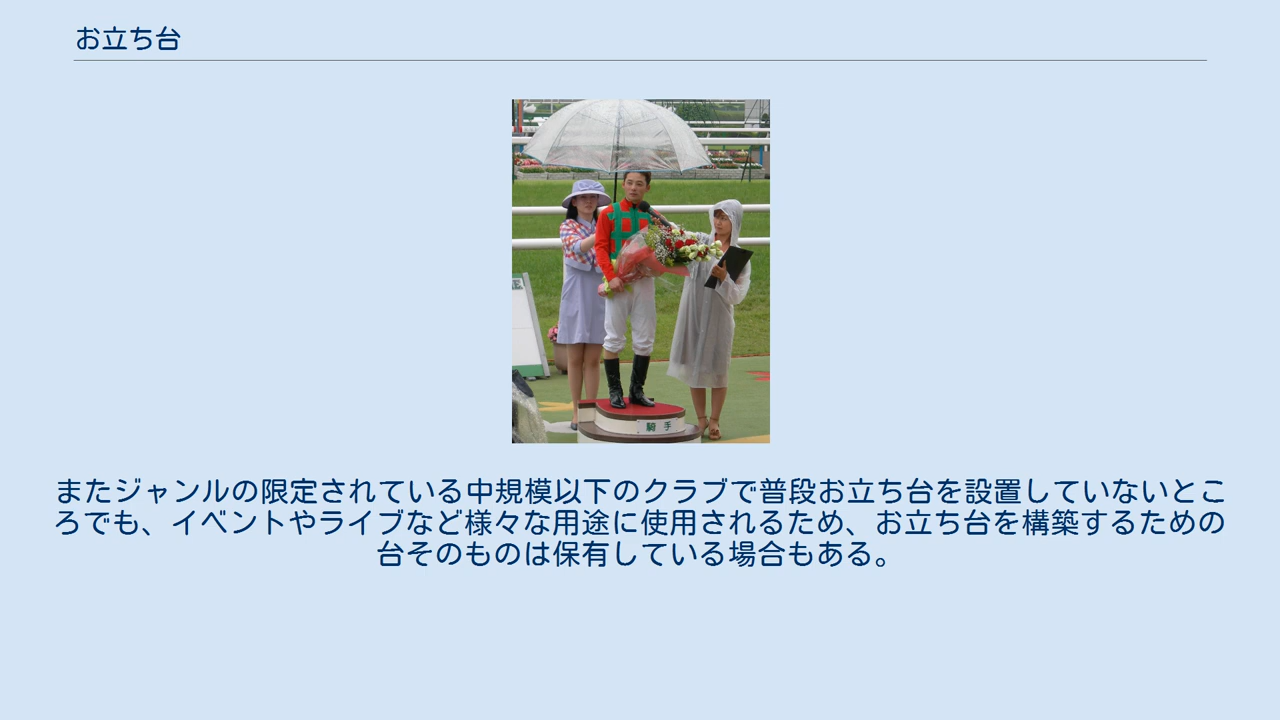 お立ち台
騎手
またジャンルの限定されている中規模以下のクラブで普段お立ち台を設置していないとこ
ろでも、イベントやライブなど様々な用途に使用されるため、お立ち台を構築するための
台そのものは保有している場合もある。